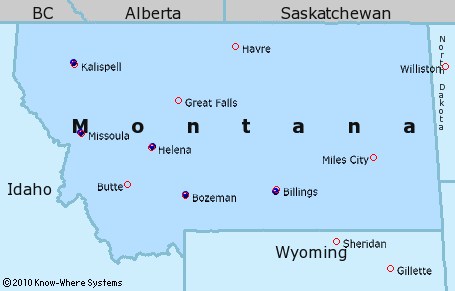 BC Alberta Saskatchewan
Havre
North Dakota
Kalispell
Williston
Great Falls
Montana
Missoula
Helena
Miles City
Idaho
Butte
Bozeman
Billings
Wyoming
Sheridan
Gillette
©2010 Know-Where Systems